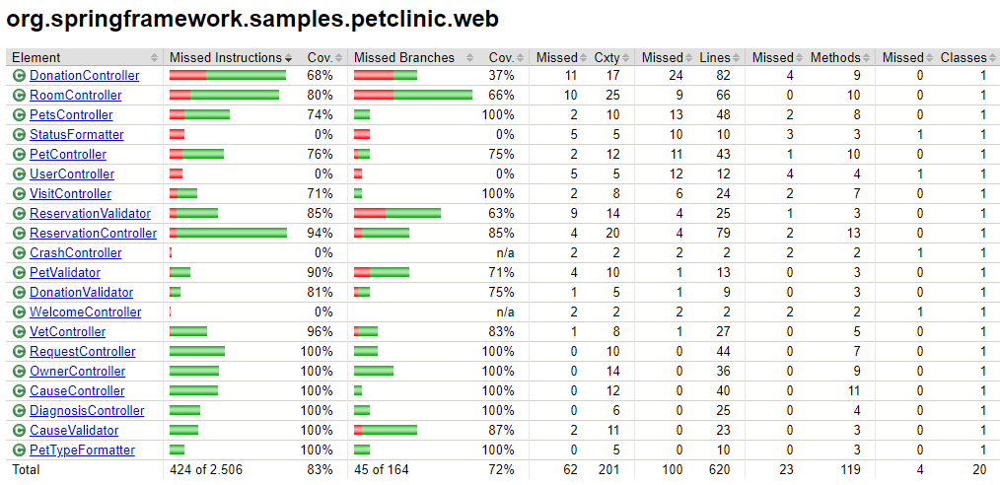 org.springframework.samples.petclinic.web
Element Missed Instructions Cov. Missed Branches Cov. Missed Cxty Missed Lines Missed Methods Missed Classes
C DonationController 68% 37% 11 17 24 82 4 9 0 1
C RoomController 80% 66% 10 25 9 66 0 10 0 1
C PetsController 74% 100% 2 10 13 48 2 8 0 1
C StatusFormatter 0% 0% 5 5 10 10 3 3 1 1
C PetController 76% 75% 2 12 11 43 1 10 0 1
C UserController 0% 0% 5 5 12 12 4 4 1 1
C VisitController 71% 100% 2 8 6 24 2 7 0 1
C ReservationValidator 85% 63% 9 14 4 25 1 3 0 1
C ReservationController 94% 85% 4 20 4 79 2 13 0 1
C CrashController 0% n/a 2 2 2 2 2 2 1 1
C PetValidator 90% 71% 4 10 1 13 0 3 0 1
C DonationValidator 81% 75% 1 5 1 9 0 3 0 1
C WelcomeController 0% n/a 2 2 2 2 2 2 1 1
C VetController 96% 83% 1 8 1 27 0 5 0 1
C RequestController 100% 100% 0 10 0 44 0 7 0 1
C OwnerController 100% 100% 0 14 0 36 0 9 0 1
C CauseController 100% 100% 0 12 0 40 0 11 0 1
C DiagnosisController 100% 100% 0 6 0 25 0 4 0 1
C CauseValidator 100% 87% 2 11 0 23 0 3 0 1
C PetTypeFormatter 100% 100% 0 5 0 10 0 3 0 1
Total 424 of 2.506 83% 45 of 164 72% 62 201 100 620 23 119 4 20